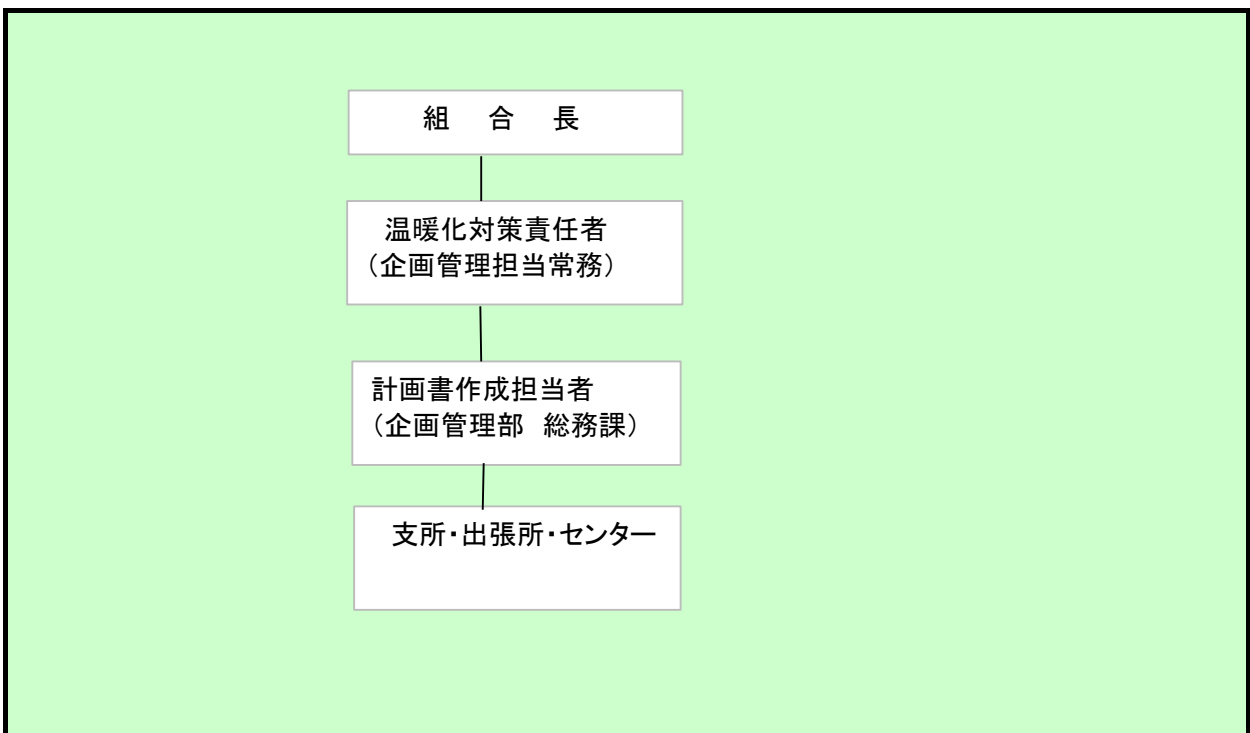 組　合　長
温暖化対策責任者
（企画管理担当常務）
計画書作成担当者
（企画管理部　総務課）
支所・出張所・センター